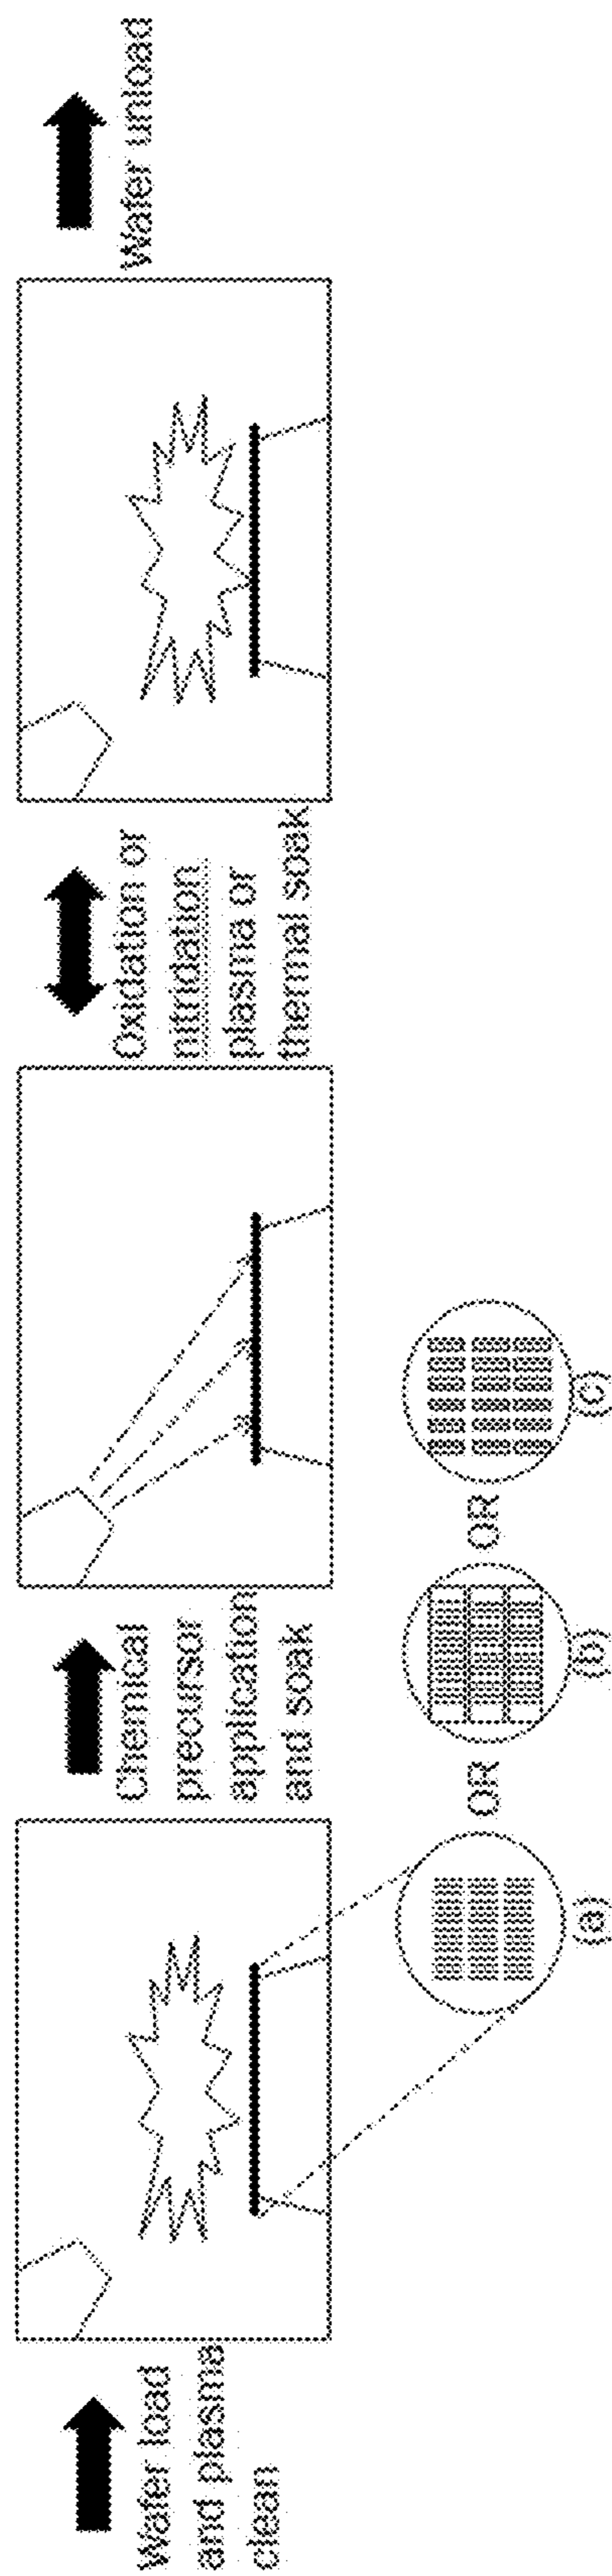 Wafer load
and plasma
clean
Chemical
precursor
application
and soak
Oxidation or
nitridation
plasma or
thermal soak
Wafer unload
(a)
OR
(b)
OR
(c)